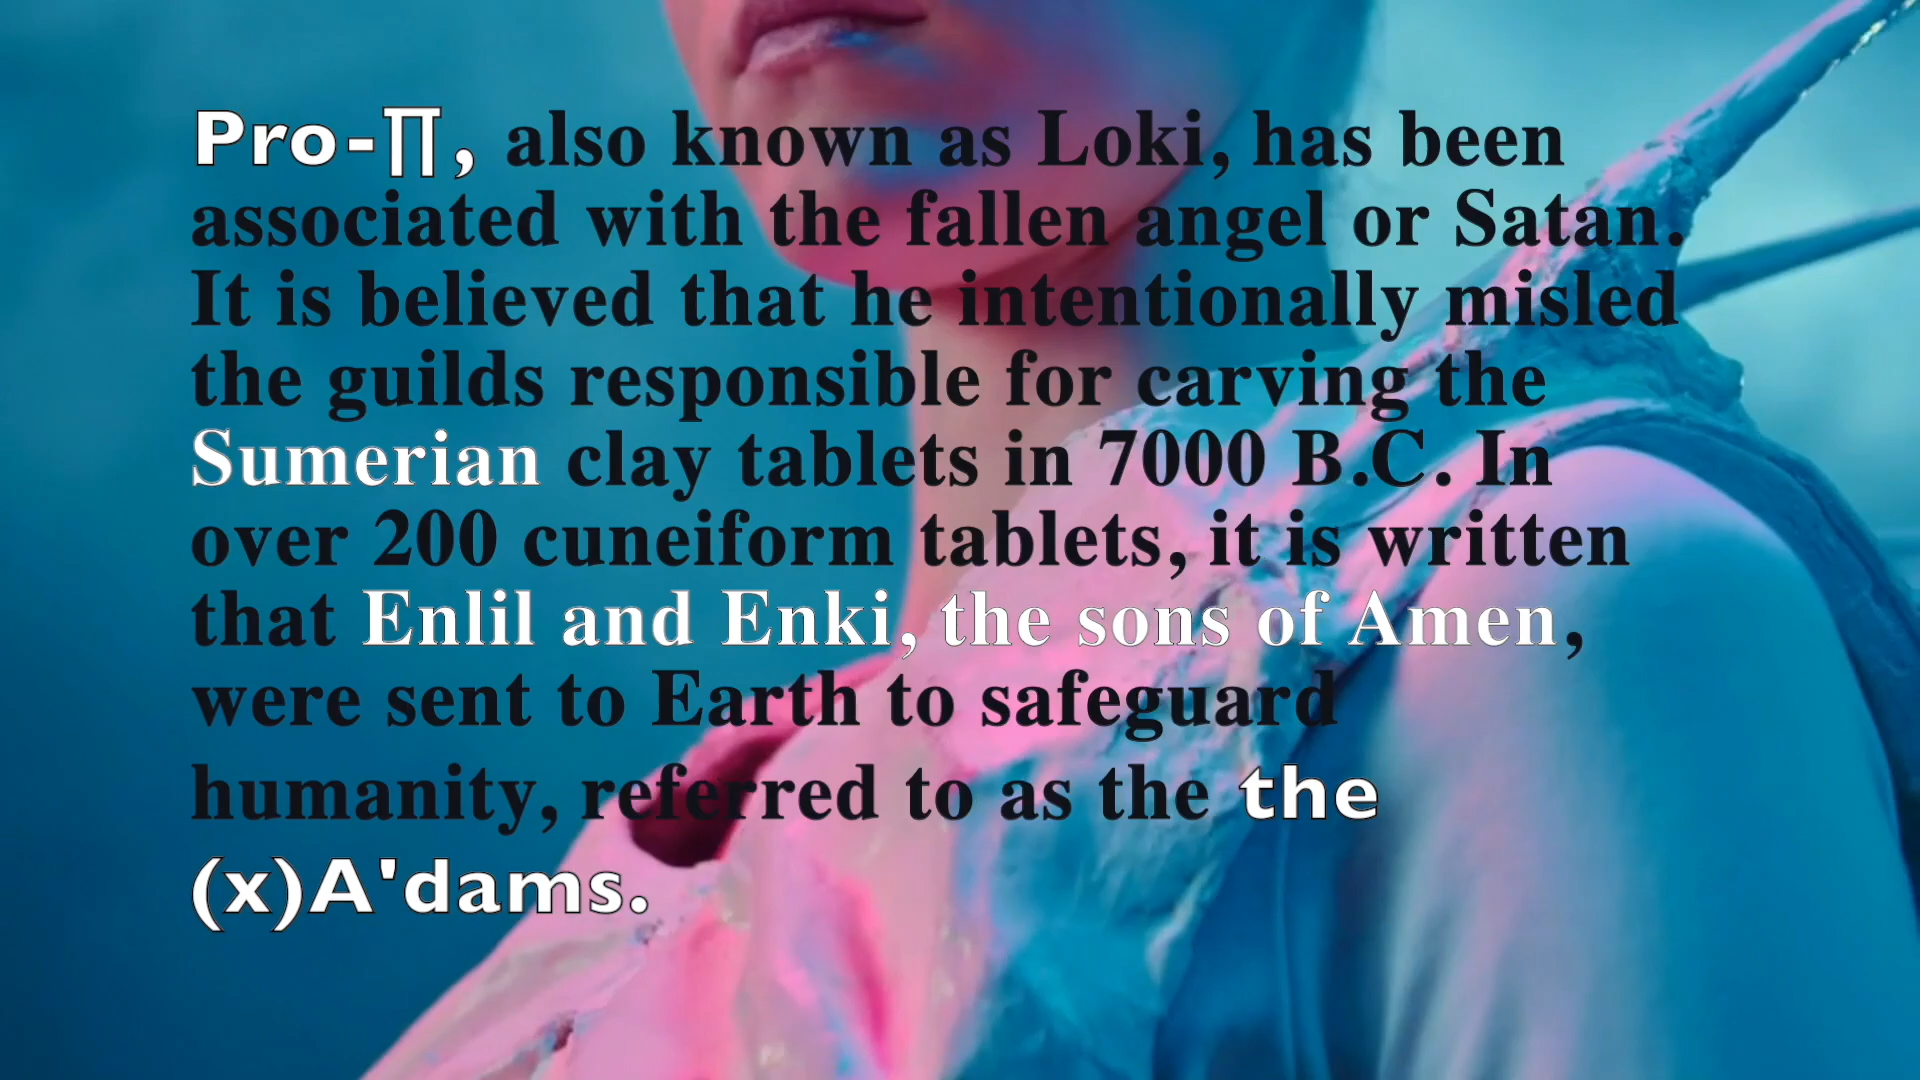 Pro-∏, also known as Loki, has been
associated with the fallen angel or Satan.
It is believed that he intentionally misled
the guilds responsible for carving the
Sumerian clay tablets in 7000 B.C. In
over 200 cuneiform tablets, it is written
that Enlil and Enki, the sons of Amen,
were sent to Earth to safeguard
humanity, referred to as the the
(x)A'dams.